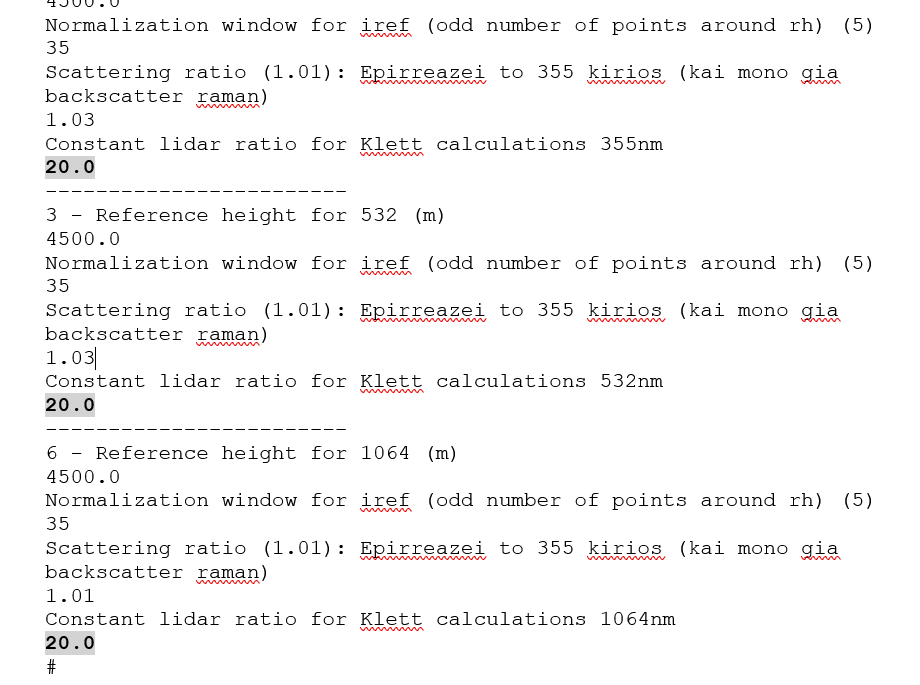 4500.0
Normalization window for iref (odd number of points around rh) (5)
35
Scattering ratio (1.01): Epirreazei to 355 kirios (kai mono gia
backscatter raman)
1.03
Constant lidar ratio for Klett calculations 355nm
20.0
------------------------
3 - Reference height for 532 (m)
4500.0
Normalization window for iref (odd number of points around rh) (5)
35
Scattering ratio (1.01): Epirreazei to 355 kirios (kai mono gia
backscatter raman)
1.03
Constant lidar ratio for Klett calculations 532nm
20.0
------------------------
6 - Reference height for 1064 (m)
4500.0
Normalization window for iref (odd number of points around rh) (5)
35
Scattering ratio (1.01): Epirreazei to 355 kirios (kai mono gia
backscatter raman)
1.01
Constant lidar ratio for Klett calculations 1064nm
20.0
#